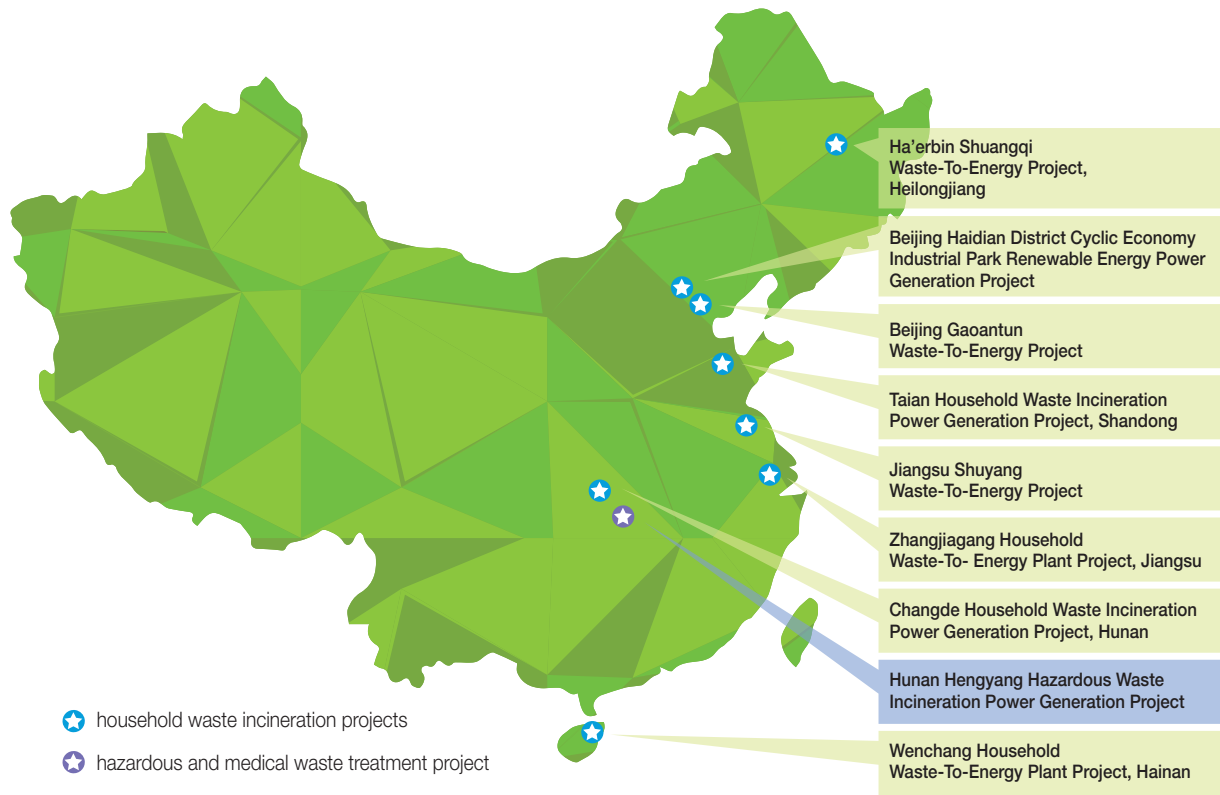 Ha'erbin Shuangqi
Waste-To-Energy Project,
Heilongjiang
Beijing Haidian District Cyclic Economy
Industrial Park Renewable Energy Power
Generation Project
Beijing Gaoantun
Waste-To-Energy Project
Taian Household Waste Incineration
Power Generation Project, Shandong
Jiangsu Shuyang
Waste-To-Energy Project
Zhangjiagang Household
Waste-To- Energy Plant Project, Jiangsu
Changde Household Waste Incineration
Power Generation Project, Hunan
Hunan Hengyang Hazardous Waste
Incineration Power Generation Project
Wenchang Household
Waste-To-Energy Plant Project, Hainan
household waste incineration projects
hazardous and medical waste treatment project